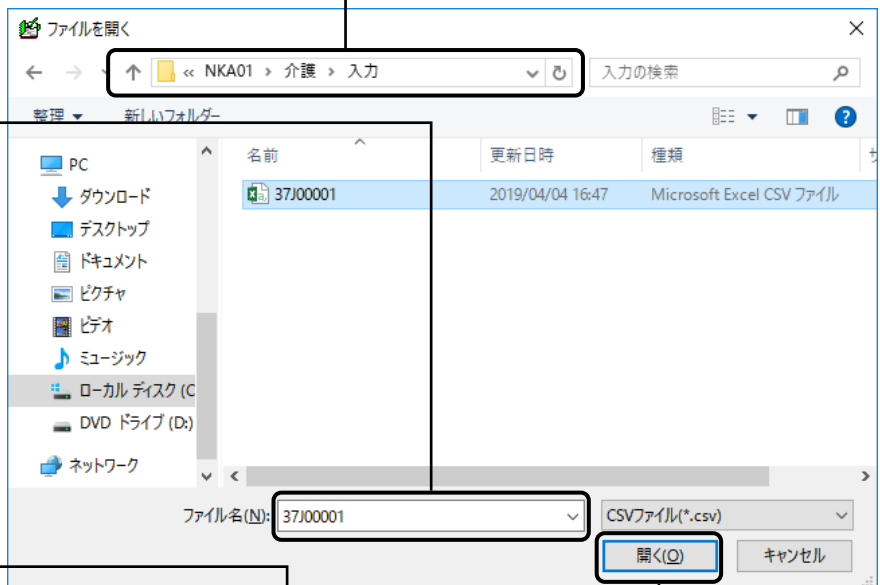 ファイルを開く
« NKA01 › 介護 › 入力
入力の検索
整理
新しいフォルダー
名前 更新日時 種類 サ
37J00001 2019/04/04 16:47 Microsoft Excel CSV ファイル
PC
ダウンロード
デスクトップ
ドキュメント
ピクチャ
ビデオ
ミュージック
ローカル ディスク (C
DVD ドライブ (D:)
ネットワーク
ファイル名(N): 37J00001 CSVファイル(*.csv)
開く(O) キャンセル